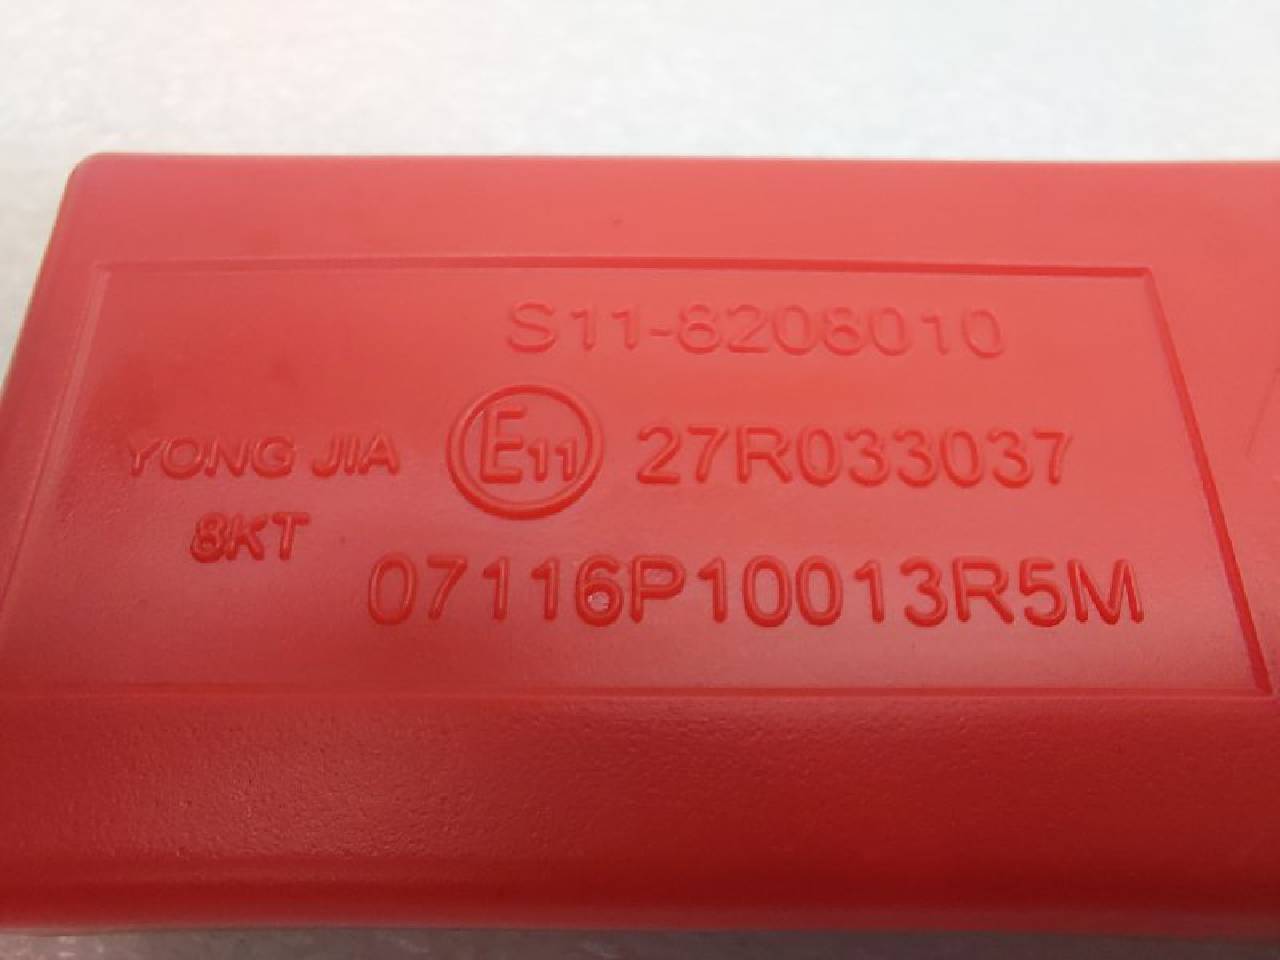 S11-8208010
YONG JIA E11 27R033037
8KT 07116P10013R5M